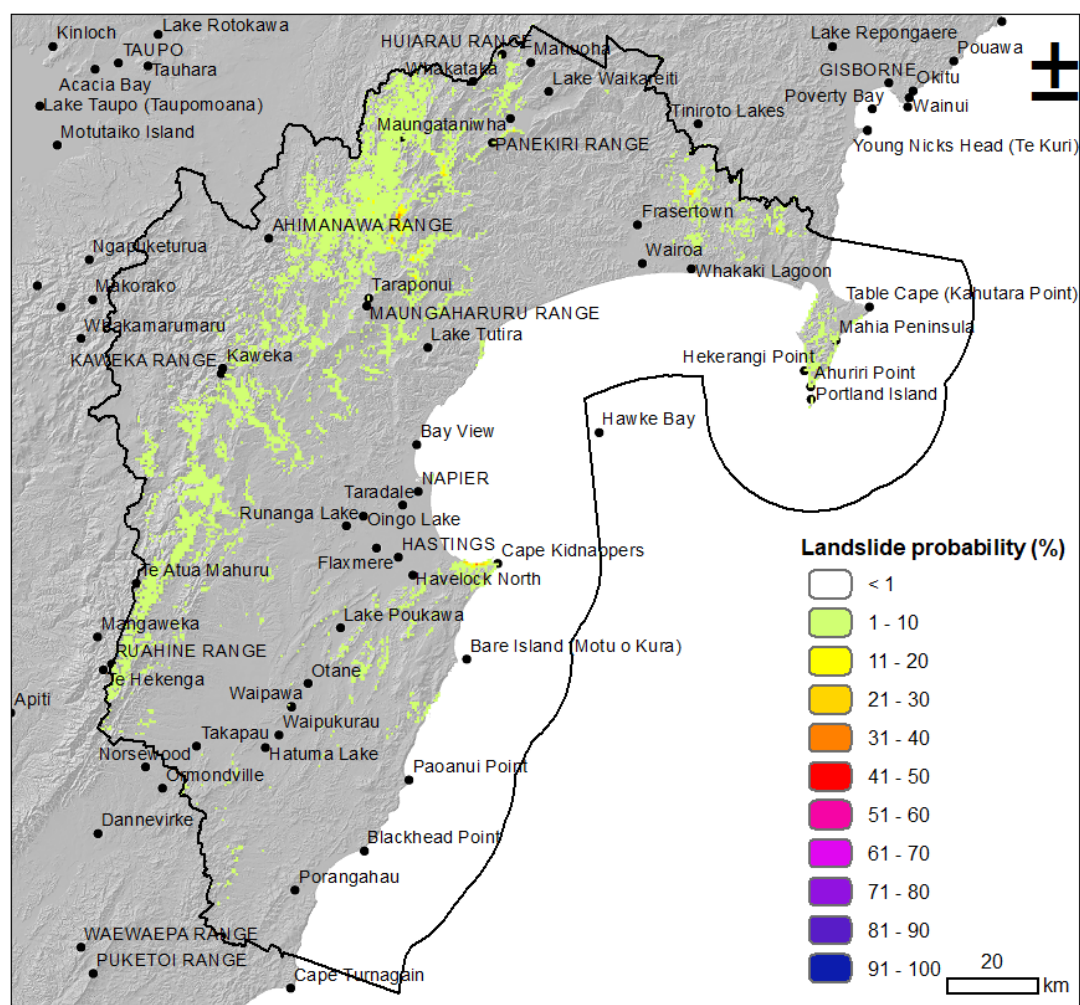 Lake Rotokawa
Kinloch
TAUPO
Tauhara
Acacia Bay
Lake Taupo (Taupomoana)
Motutaiko Island
HUIARAU RANGE
Manuoha
Whakataka
Lake Waikareiti
Maungataniwha
PANEKIRI RANGE
Tiniroto Lakes
Lake Repongaere
Pouawa
GISBORNE
Okitu
Poverty Bay
Wainui
Young Nicks Head (Te Kuri)
±
AHIMANAWA RANGE
Frasertown
Wairoa
Whakaki Lagoon
Ngapuketurua
Makorako
Whakamarumaru
Taraponui
MAUNGAHARURU RANGE
Table Cape (Kahutara Point)
Mahia Peninsula
Lake Tutira
KAWEKA RANGE
Kaweka
Hekerangi Point
Ahuriri Point
Portland Island
Bay View
Hawke Bay
NAPIER
Taradale
Runanga Lake
Oingo Lake
HASTINGS
Cape Kidnappers
Flaxmere
Havelock North
Te Atua Mahuru
Lake Poukawa
Mangaweka
RUAHINE RANGE
Bare Island (Motu o Kura)
Te Hekenga
Otane
Apiti
Waipawa
Waipukurau
Takapau
Hatuma Lake
Norsewood
Ormondville
Paoanui Point
Dannevirke
Blackhead Point
Porangahau
WAEWAEPA RANGE
PUKETOI RANGE
Cape Turnagain
Landslide probability (%)
< 1
1 - 10
11 - 20
21 - 30
31 - 40
41 - 50
51 - 60
61 - 70
71 - 80
81 - 90
91 - 100
20
km